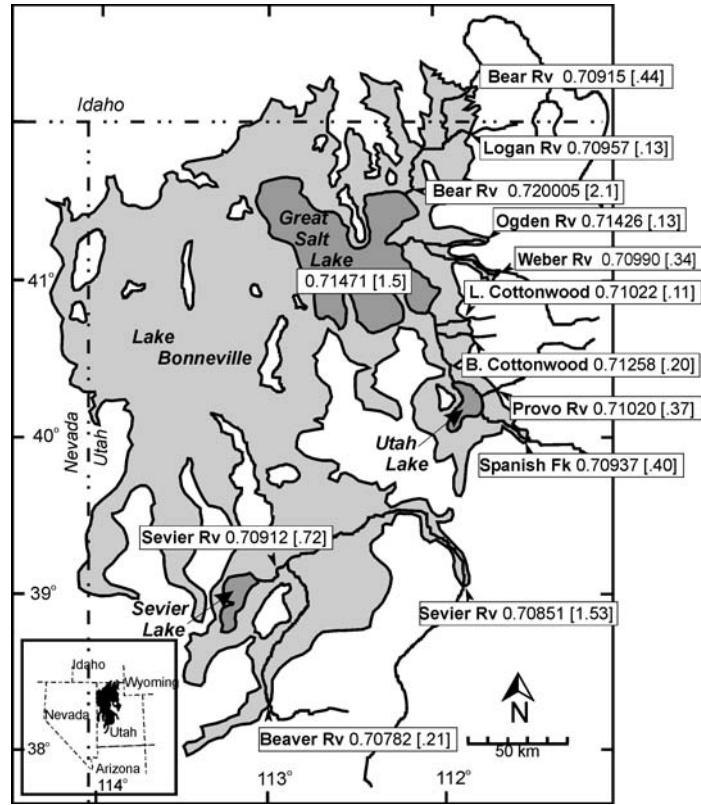 Bear Rv 0.70915 [.44]
Idaho
Logan Rv 0.70957 [.13]
Bear Rv 0.720005 [2.1]
Great
Salt
Lake
Ogden Rv 0.71426 [.13]
Weber Rv 0.70990 [.34]
41°
0.71471 [1.5]
L. Cottonwood 0.71022 [.11]
Lake
Bonneville
B. Cottonwood 0.71258 [.20]
Provo Rv 0.71020 [.37]
Nevada
Utah
40°
Utah
Lake
Spanish Fk 0.70937 [.40]
Sevier Rv 0.70912 [.72]
39°
Sevier
Lake
Sevier Rv 0.70851 [1.53]
Idaho
Wyoming
Nevada
Utah
Arizona
N
50 km
Beaver Rv 0.70782 [.21]
38°
114°
113°
112°